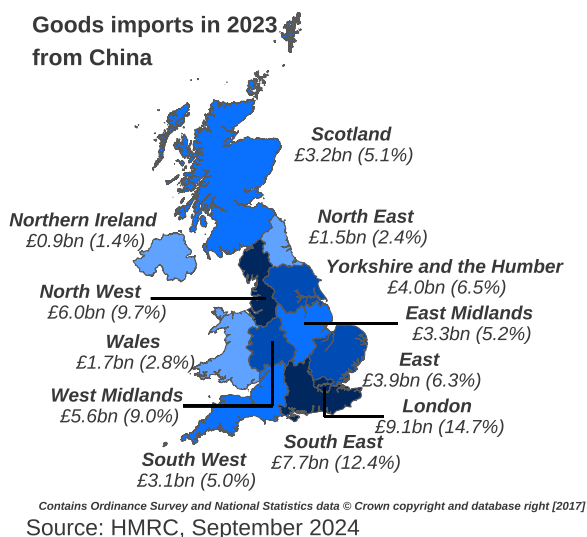 Goods imports in 2023
from China
Scotland
£3.2bn (5.1%)
Northern Ireland
£0.9bn (1.4%)
North East
£1.5bn (2.4%)
Yorkshire and the Humber
£4.0bn (6.5%)
North West
£6.0bn (9.7%)
East Midlands
£3.3bn (5.2%)
Wales
£1.7bn (2.8%)
East
£3.9bn (6.3%)
West Midlands
£5.6bn (9.0%)
London
£9.1bn (14.7%)
South East
£7.7bn (12.4%)
South West
£3.1bn (5.0%)
Contains Ordinance Survey and National Statistics data © Crown copyright and database right [2017]
Source: HMRC, September 2024